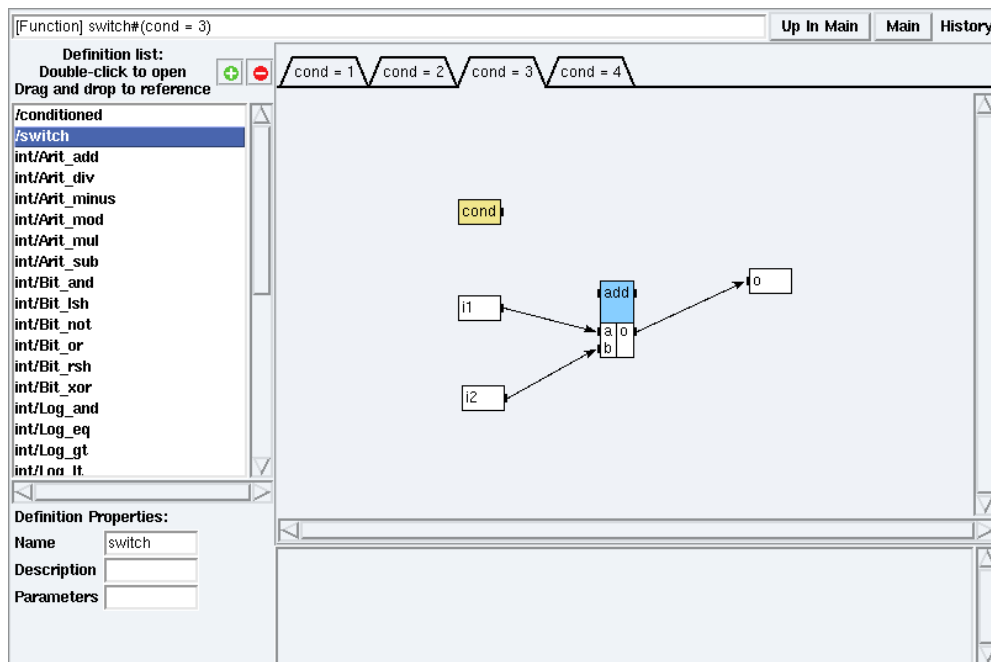 [Function] switch#(cond = 3)
Up In Main
Main
History
Definition list:
Double-click to open
Drag and drop to reference
cond = 1
cond = 2
cond = 3
cond = 4
/conditioned
/switch
int/Arit_add
int/Arit_div
int/Arit_minus
int/Arit_mod
int/Arit_mul
int/Arit_sub
int/Bit_and
int/Bit_lsh
int/Bit_not
int/Bit_or
int/Bit_rsh
int/Bit_xor
int/Log_and
int/Log_eq
int/Log_gt
int/Log_lt
cond
add
o
i1
a o
b
i2
Definition Properties:
Name switch
Description
Parameters